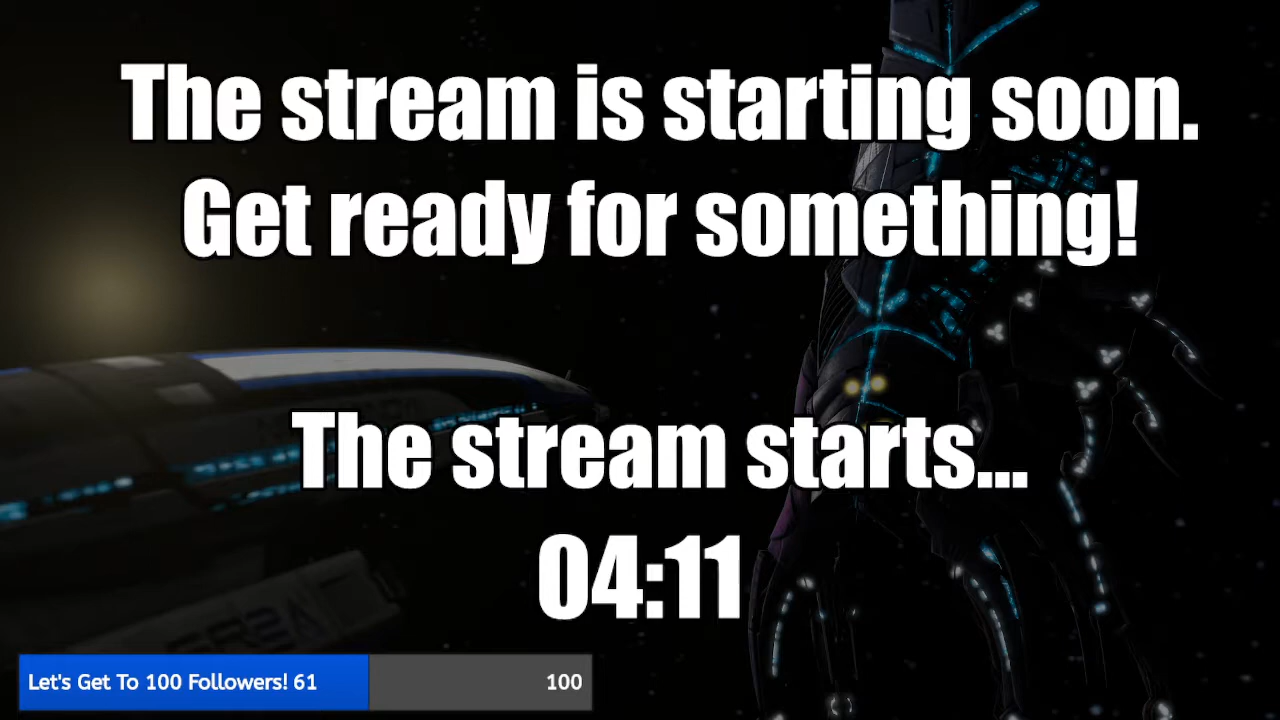 The stream is starting soon.
Get ready for something!
The stream starts...
04:11
Let's Get To 100 Followers! 61
100